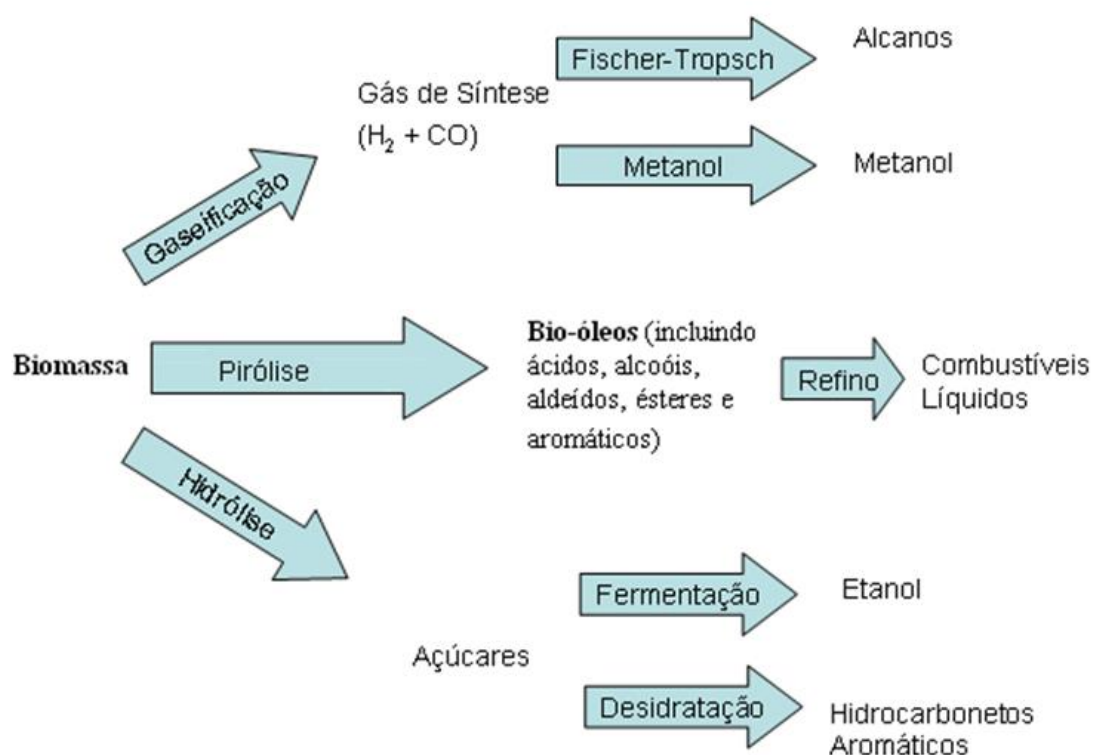 Fischer-Tropsch
Alcanos
Gás de Síntese
(H₂ + CO)
Metanol
Metanol
Gaseificação
Biomassa
Pirólise
Bio-óleos (incluindo
ácidos, alcoóis,
aldeídos, ésteres e
aromáticos)
Refino
Combustíveis
Líquidos
Hidrólise
Açúcares
Fermentação
Etanol
Desidratação
Hidrocarbonetos
Aromáticos